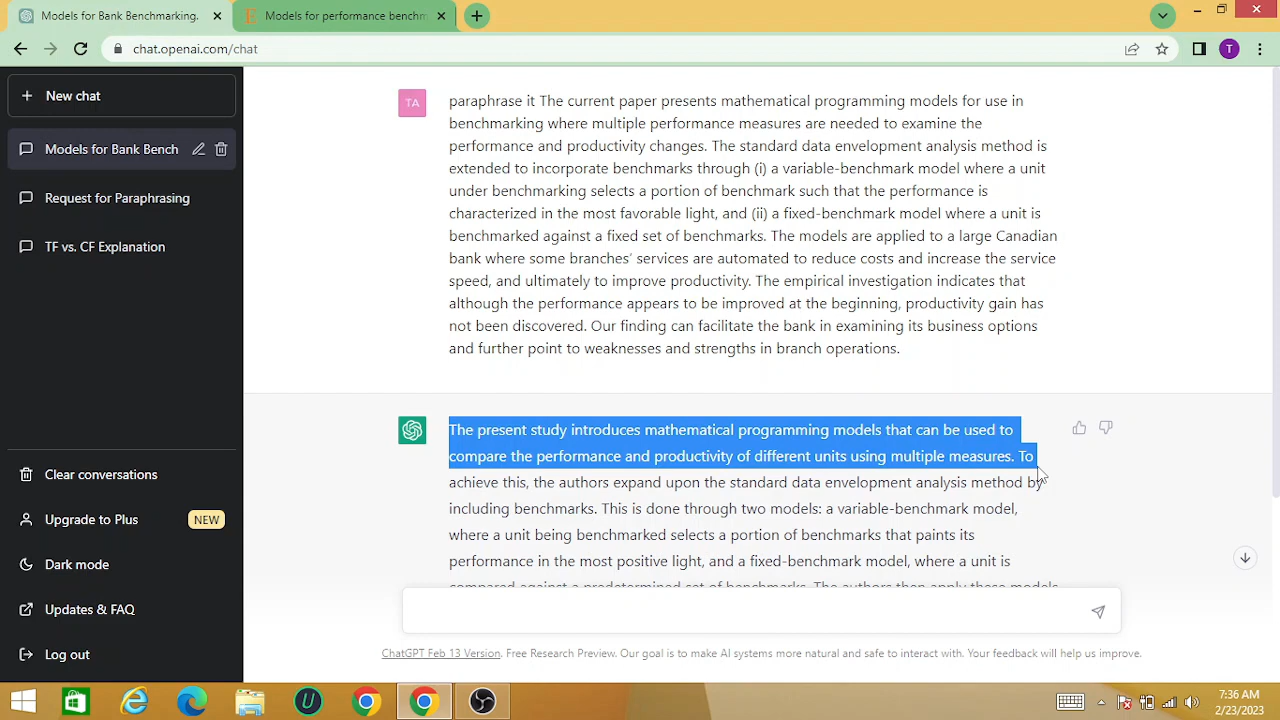 Models for Bank Benchmarking.
Models for performance benchm
chat.openai.com/chat
T
New chat
Models for Bank Bench
Request for Paraphrasing
TF vs. CF Explanation
Clear conversations
Upgrade to Plus NEW
Dark mode
Updates & FAQ
Log out
TA
paraphrase it The current paper presents mathematical programming models for use in
benchmarking where multiple performance measures are needed to examine the
performance and productivity changes. The standard data envelopment analysis method is
extended to incorporate benchmarks through (i) a variable-benchmark model where a unit
under benchmarking selects a portion of benchmark such that the performance is
characterized in the most favorable light, and (ii) a fixed-benchmark model where a unit is
benchmarked against a fixed set of benchmarks. The models are applied to a large Canadian
bank where some branches’ services are automated to reduce costs and increase the service
speed, and ultimately to improve productivity. The empirical investigation indicates that
although the performance appears to be improved at the beginning, productivity gain has
not been discovered. Our finding can facilitate the bank in examining its business options
and further point to weaknesses and strengths in branch operations.
The present study introduces mathematical programming models that can be used to
compare the performance and productivity of different units using multiple measures. To
achieve this, the authors expand upon the standard data envelopment analysis method by
including benchmarks. This is done through two models: a variable-benchmark model,
where a unit being benchmarked selects a portion of benchmarks that paints its
performance in the most positive light, and a fixed-benchmark model, where a unit is
compared against a predetermined set of benchmarks. The authors then apply these models
ChatGPT Feb 13 Version. Free Research Preview. Our goal is to make AI systems more natural and safe to interact with. Your feedback will help us improve.
7:36 AM
2/23/2023